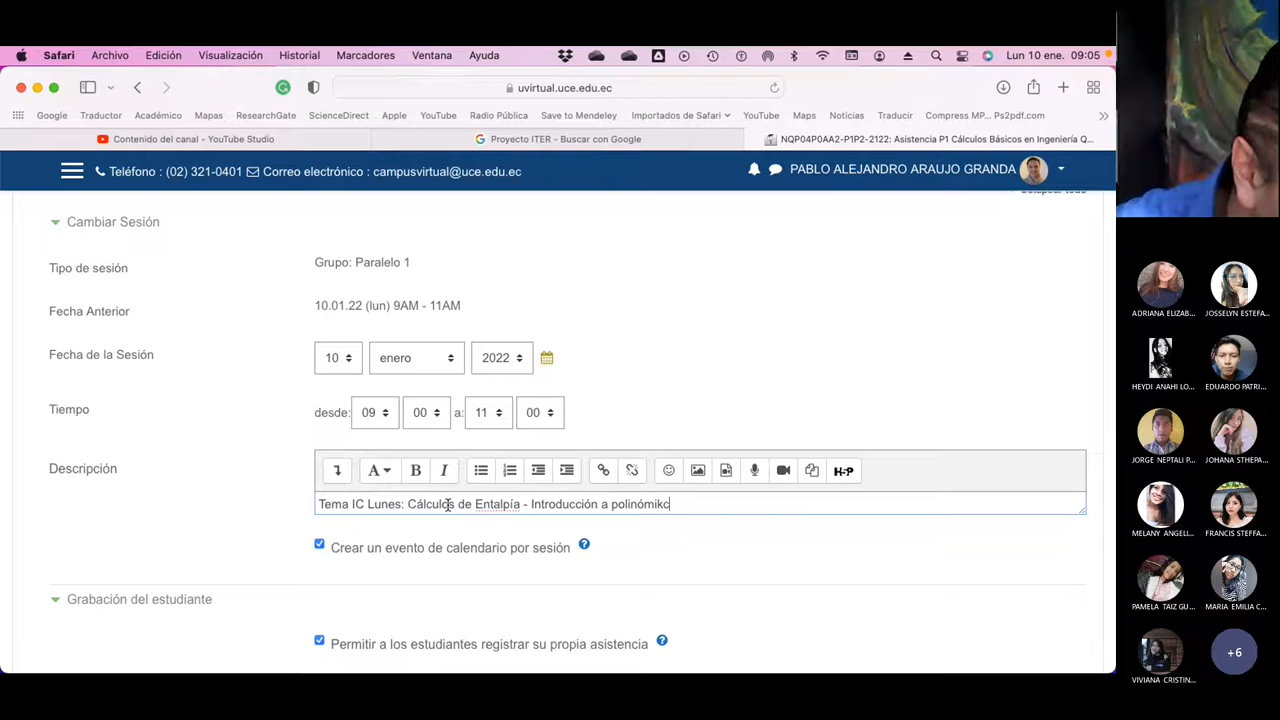 Safari Archivo Edición Visualización Historial Marcadores Ventana Ayuda Lun 10 ene. 09:05
uvirtual.uce.edu.ec
Google Traductor Académico Mapas ResearchGate ScienceDirect Apple YouTube Radio Pública Save to Mendeley Importados de Safari YouTube Maps Noticias Traducir Compress MP... Ps2pdf.com
Contenido del canal - YouTube Studio Proyecto ITER - Buscar con Google NQP04P0AA2-P1P2-2122: Asistencia P1 Cálculos Básicos en Ingeniería Q...
Teléfono : (02) 321-0401 Correo electrónico : campusvirtual@uce.edu.ec PABLO ALEJANDRO ARAUJO GRANDA
Cambiar Sesión
Tipo de sesión Grupo: Paralelo 1
Fecha Anterior 10.01.22 (lun) 9AM - 11AM
Fecha de la Sesión 10 enero 2022
Tiempo desde: 09 00 a: 11 00
Descripción A B I H-P
Tema IC Lunes: Cálculos de Entalpía - Introducción a polinómikc
Crear un evento de calendario por sesión
Grabación del estudiante
Permitir a los estudiantes registrar su propia asistencia
ADRIANA ELIZAB... JOSSELYN ESTEFA...
HEYDI ANAHI LO... EDUARDO PATRI...
JORGE NEPTALI P... JOHANA STHEPA...
MELANY ANGELI... FRANCIS STEFFA...
PAMELA TAIZ GU... MARIA EMILIA C...
VIVIANA CRISTIN... +6